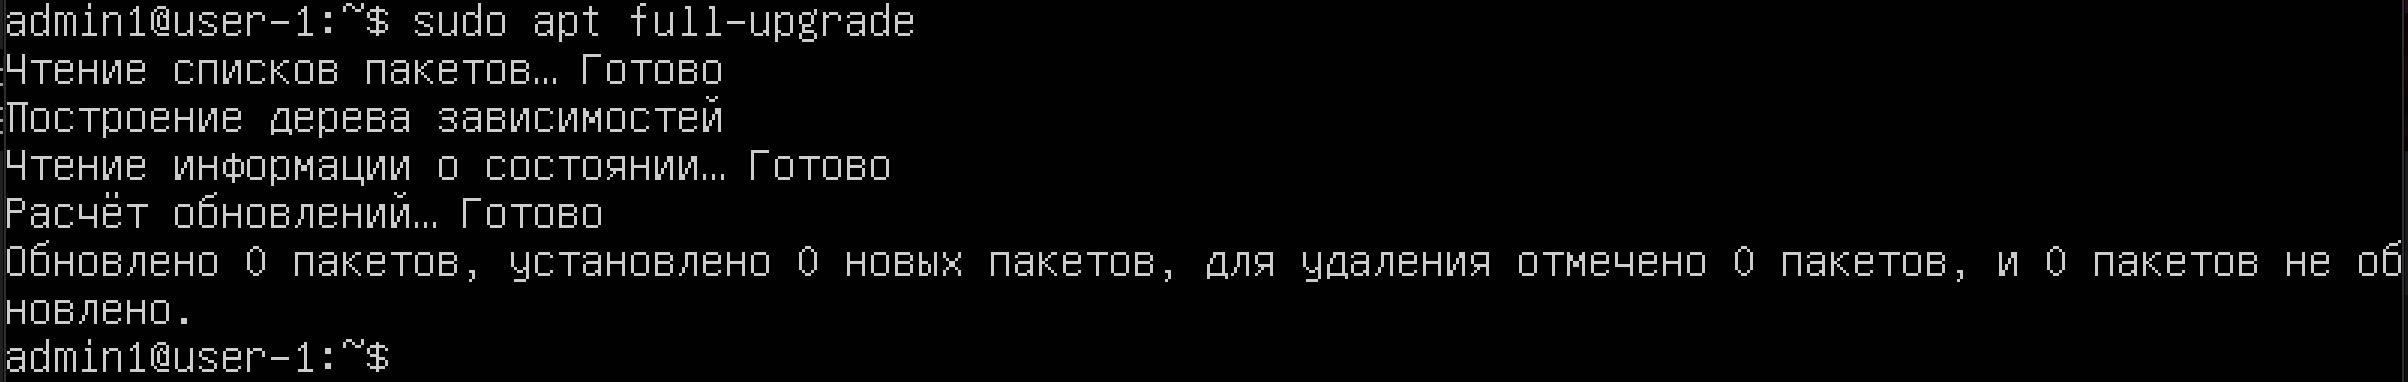 admin1@user-1:~$ sudo apt full-upgrade
Чтение списков пакетов… Готово
Построение дерева зависимостей
Чтение информации о состоянии… Готово
Расчёт обновлений… Готово
Обновлено 0 пакетов, установлено 0 новых пакетов, для удаления отмечено 0 пакетов, и 0 пакетов не об
новлено.
admin1@user-1:~$